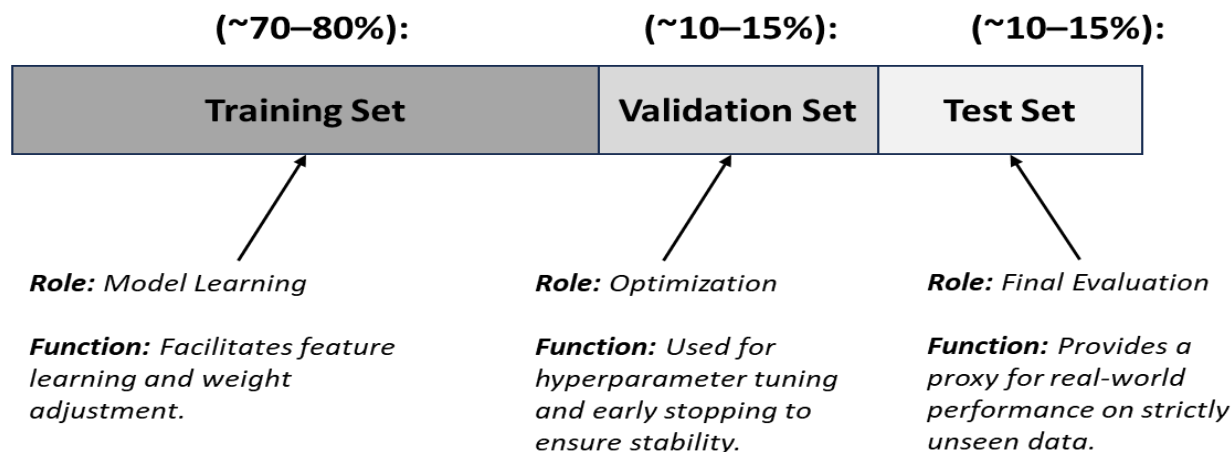 (~70–80%):
(~10–15%):
(~10–15%):
Training Set
Validation Set
Test Set
Role: Model Learning
Function: Facilitates feature
learning and weight
adjustment.
Role: Optimization
Function: Used for
hyperparameter tuning
and early stopping to
ensure stability.
Role: Final Evaluation
Function: Provides a
proxy for real-world
performance on strictly
unseen data.